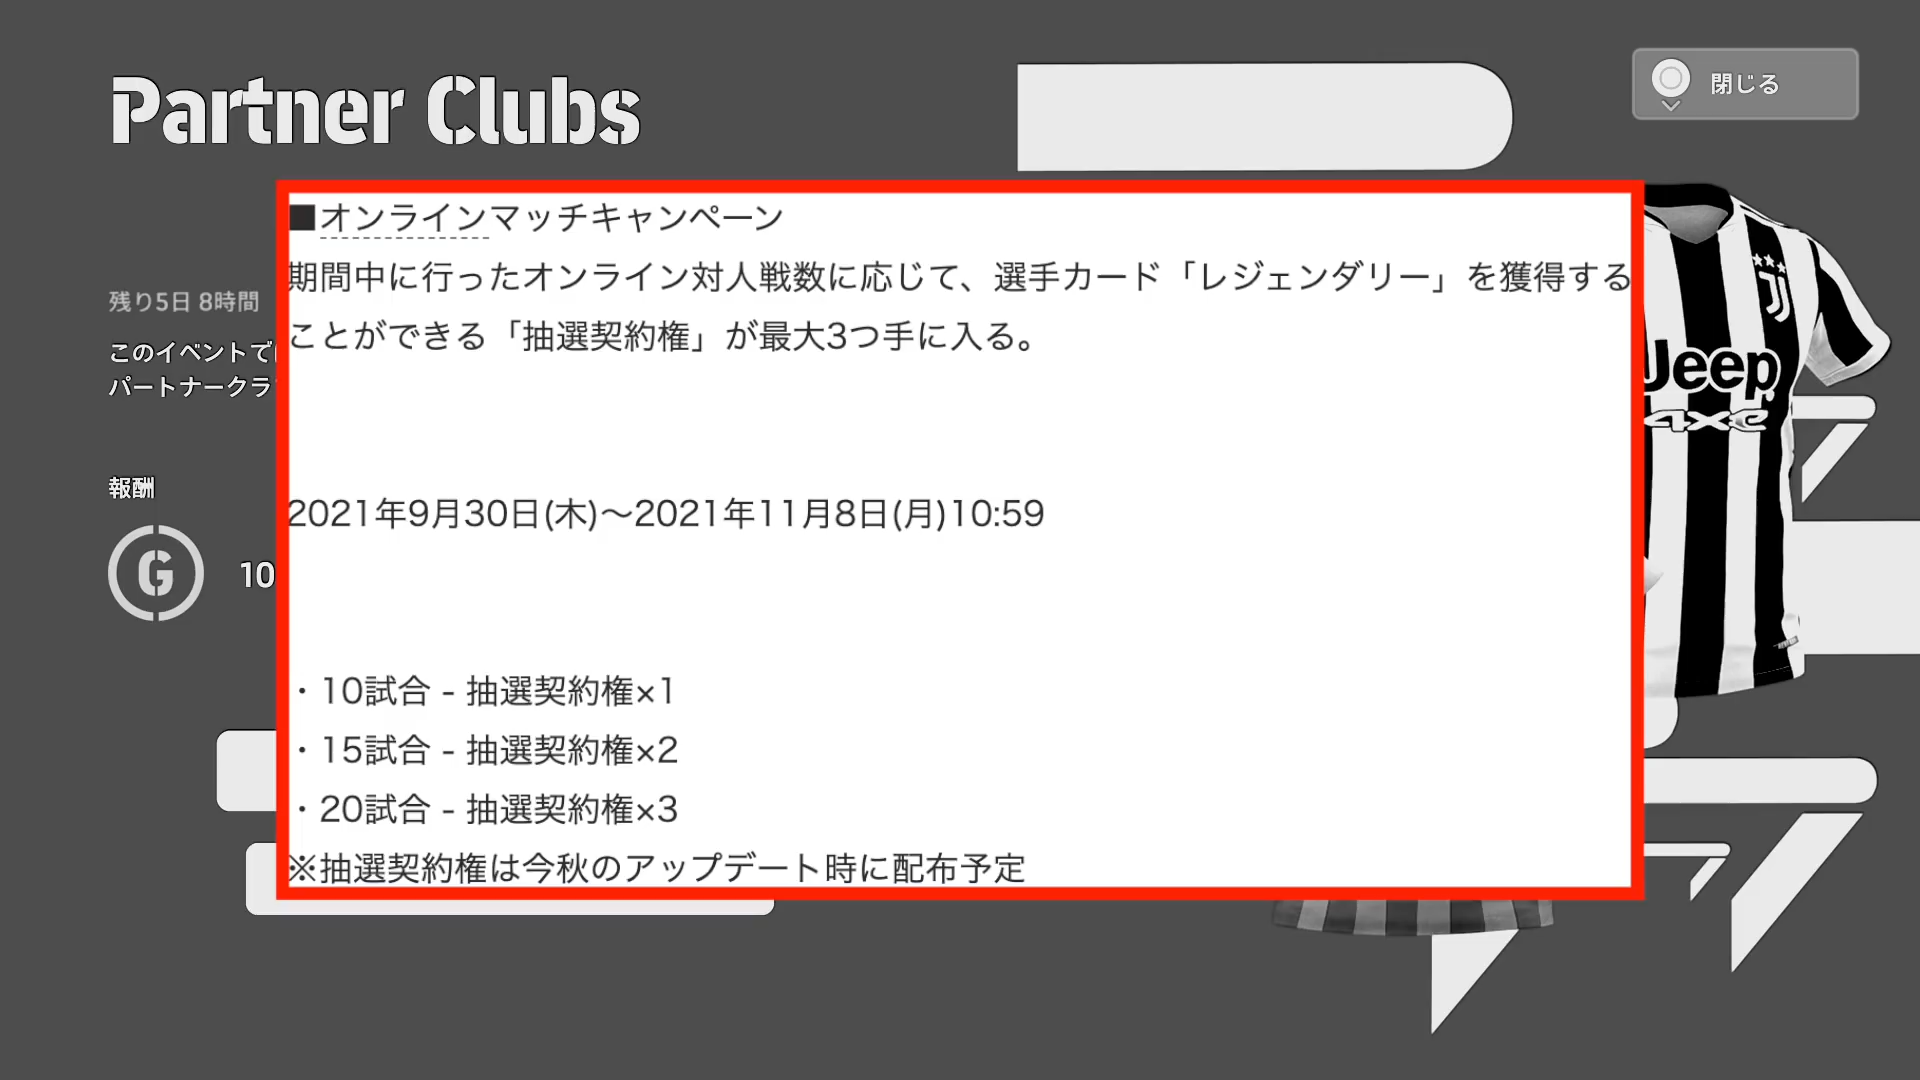 Partner Clubs
閉じる
■オンラインマッチキャンペーン
期間中に行ったオンライン対人戦数に応じて、選手カード「レジェンダリー」を獲得する
ことができる「抽選契約権」が最大3つ手に入る。
残り5日 8時間
このイベントで
パートナークラ
Jeep
4xe
2021年9月30日(木)〜2021年11月8日(月)10:59
報酬
G
10
・10試合 - 抽選契約権×1
・15試合 - 抽選契約権×2
・20試合 - 抽選契約権×3
※抽選契約権は今秋のアップデート時に配布予定